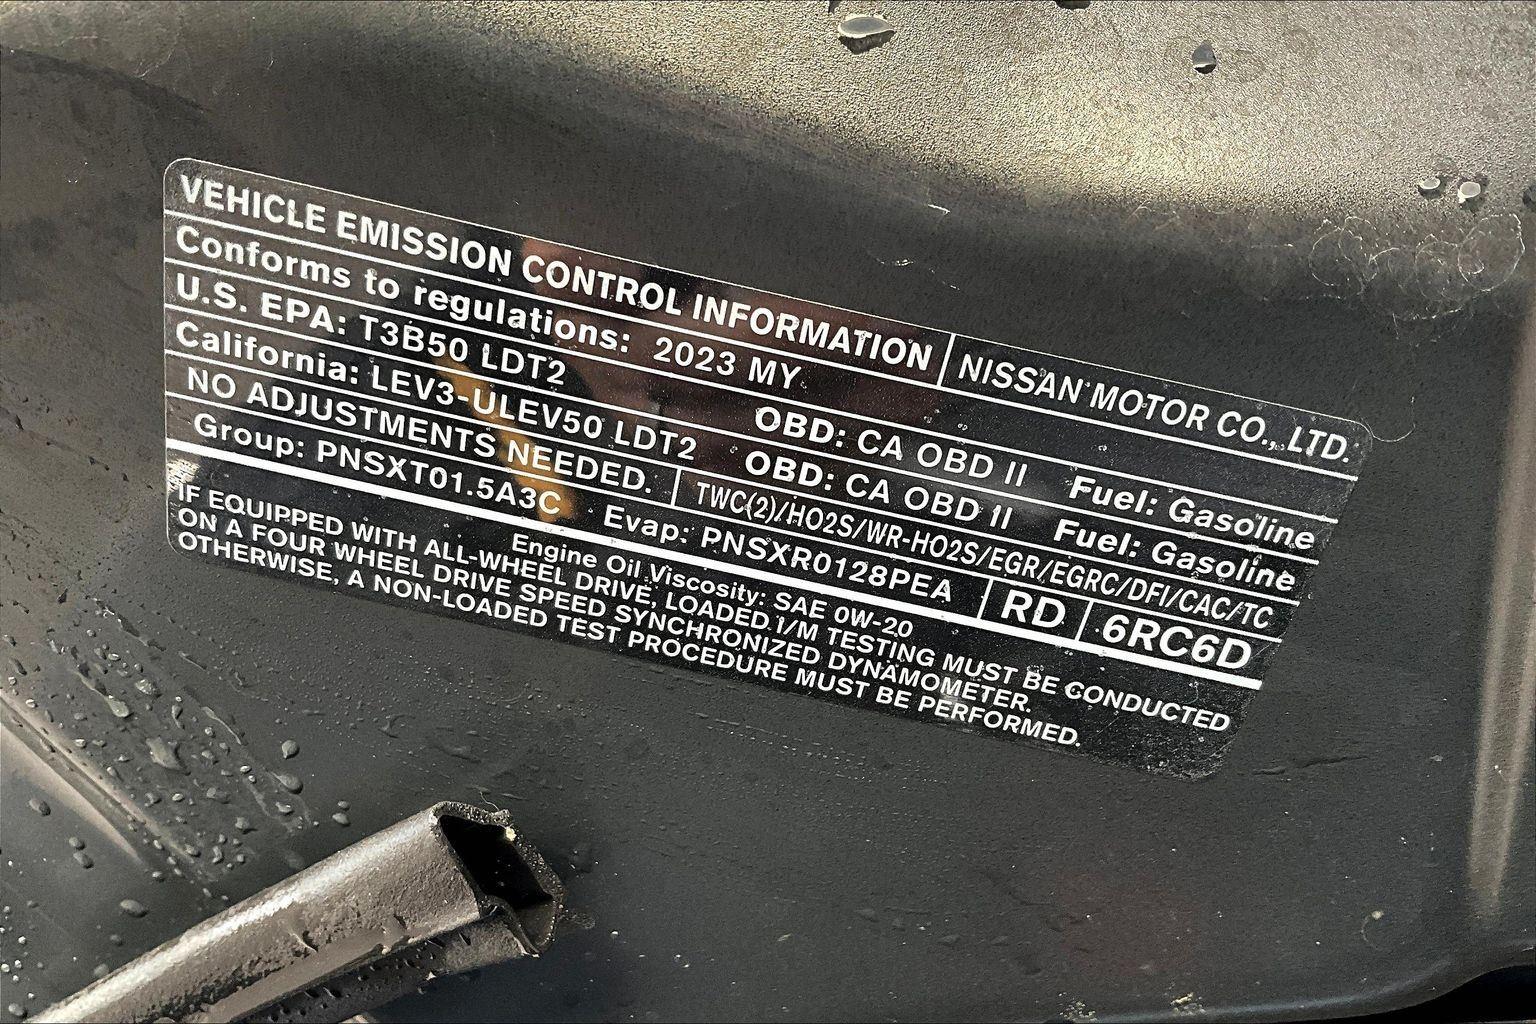 VEHICLE EMISSION CONTROL INFORMATION NISSAN MOTOR CO., LTD.
Conforms to regulations: 2023 MY
U.S. EPA: T3B50 LDT2 OBD: CA OBD II Fuel: Gasoline
California: LEV3-ULEV50 LDT2 OBD: CA OBD II Fuel: Gasoline
NO ADJUSTMENTS NEEDED. TWC(2)/HO2S/WR-HO2S/EGR/EGRC/DFI/CAC/TC
Group: PNSXT01.5A3C Evap: PNSXR0128PEA RD 6RC6D
Engine Oil Viscosity: SAE 0W-20
IF EQUIPPED WITH ALL-WHEEL DRIVE, LOADED I/M TESTING MUST BE CONDUCTED
ON A FOUR WHEEL DRIVE SPEED SYNCHRONIZED DYNAMOMETER.
OTHERWISE, A NON-LOADED TEST PROCEDURE MUST BE PERFORMED.